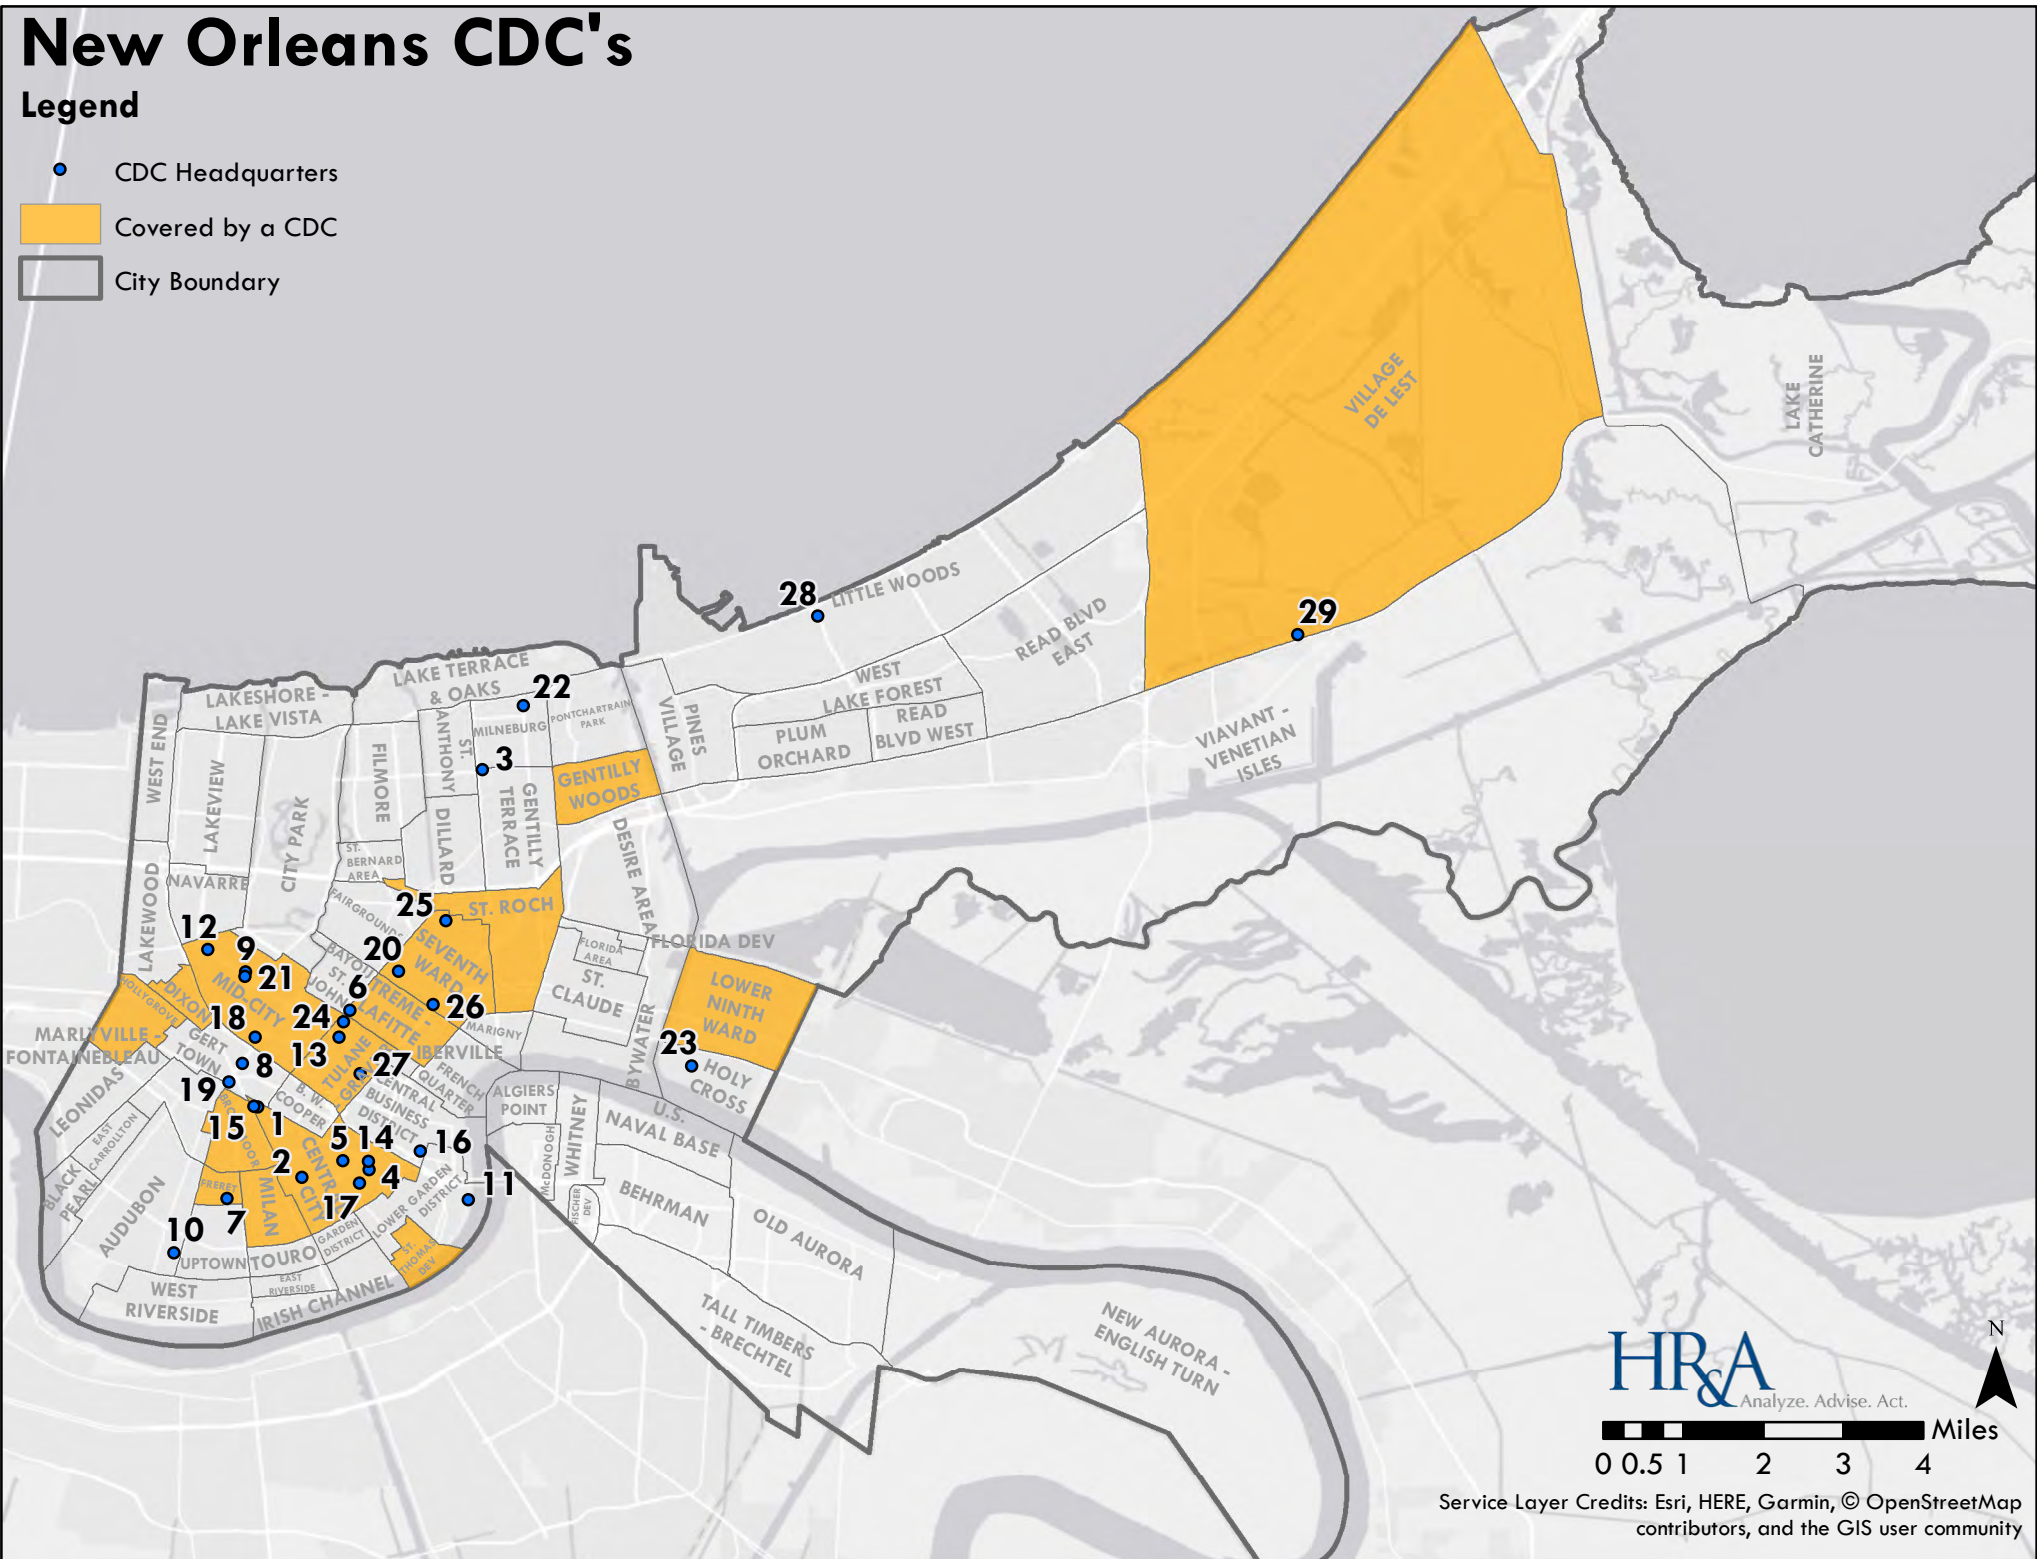 New Orleans CDC's
Legend
CDC Headquarters
Covered by a CDC
City Boundary
VILLAGE
DE LEST
LAKE
CATHERINE
28
LITTLE WOODS
29
READ BLVD
EAST
WEST
LAKE FOREST
READ
BLVD WEST
PLUM
ORCHARD
PINES
VILLAGE
VIAVANT -
VENETIAN
ISLES
LAKE TERRACE
& OAKS
22
LAKESHORE -
LAKE VISTA
WEST END
MILNEBURG
PONTCHARTRAIN
PARK
ST.
ANTHONY
3
FILMORE
LAKEVIEW
CITY PARK
GENTILLY
WOODS
GENTILLY
TERRACE
DILLARD
DESIRE AREA
ST.
BERNARD
AREA
NAVARRE
LAKEWOOD
FAIRGROUNDS
25
ST. ROCH
12
9
21
20
SEVENTH
WARD
FLORIDA
AREA
FLORIDA DEV
ST.
CLAUDE
LOWER
NINTH
WARD
BAYOU
ST.
JOHN
6
TREME -
LAFITTE
26
MID-CITY
DIXON
HOLLYGROVE
18
24
13
MARIGNY
MARLYVILLE -
FONTAINEBLEAU
GERT
TOWN
8
TULANE
GRAVIER
27
IBERVILLE
FRENCH
QUARTER
BYWATER
23
HOLY
CROSS
LEONIDAS
19
B. W.
COOPER
CENTRAL
BUSINESS
DISTRICT
ALGIERS
POINT
WHITNEY
U.S.
NAVAL BASE
15
1
EAST
CARROLLTON
5
14
16
2
CENTRAL
CITY
4
17
McDONOGH
BLACK
PEARL
AUDUBON
FRERET
7
MILAN
LOWER GARDEN
DISTRICT
11
FISCHER
DEV
BEHRMAN
OLD AURORA
10
UPTOWN
TOURO
GARDEN
DISTRICT
ST.
THOMAS
DEV
WEST
RIVERSIDE
EAST
RIVERSIDE
IRISH CHANNEL
TALL TIMBERS
- BRECHTEL
NEW AURORA -
ENGLISH TURN
HR&A
Analyze. Advise. Act.
N
Miles
0 0.5 1 2 3 4
Service Layer Credits: Esri, HERE, Garmin, © OpenStreetMap
contributors, and the GIS user community